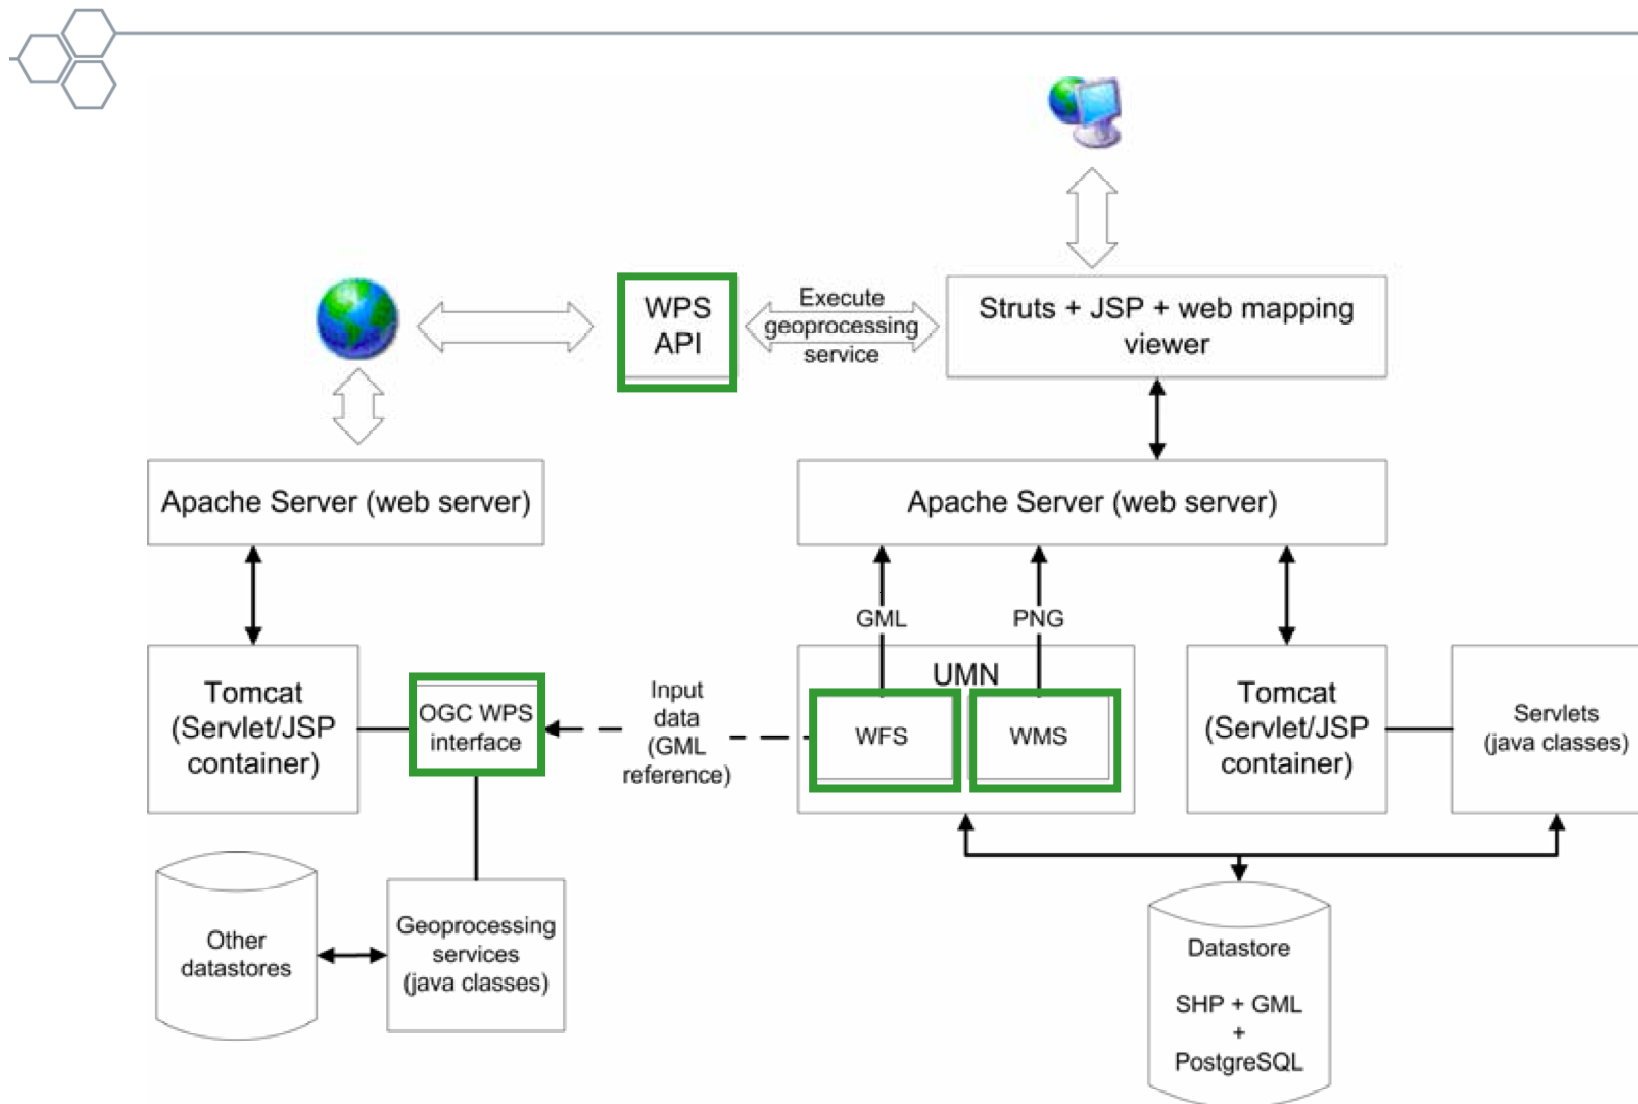 WPS
API
Execute
geoprocessing
service
Struts + JSP + web mapping
viewer
Apache Server (web server)
Apache Server (web server)
GML
PNG
Tomcat
(Servlet/JSP
container)
OGC WPS
interface
Input
data
(GML
reference)
UMN
WFS
WMS
Tomcat
(Servlet/JSP
container)
Servlets
(java classes)
Other
datastores
Geoprocessing
services
(java classes)
Datastore
SHP + GML
+
PostgreSQL